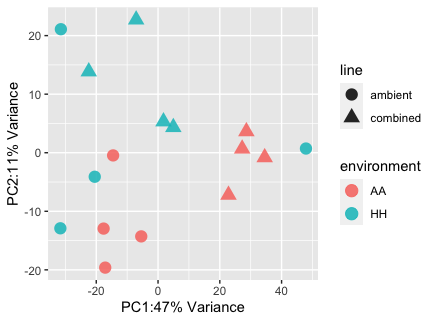 PC2:11% Variance
20
10
0
-10
-20
-20
0
20
40
PC1:47% Variance
line
ambient
combined
environment
AA
HH